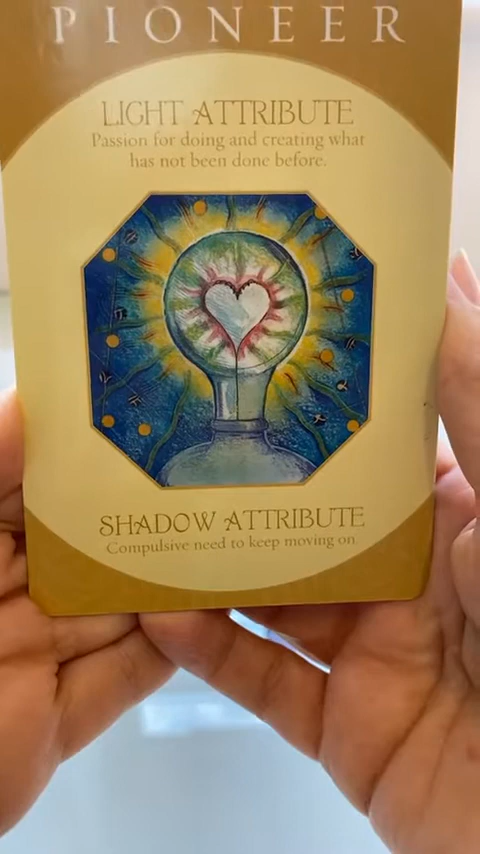 PIONEER
LIGHT ATTRIBUTE
Passion for doing and creating what
has not been done before.
SHADOW ATTRIBUTE
Compulsive need to keep moving on